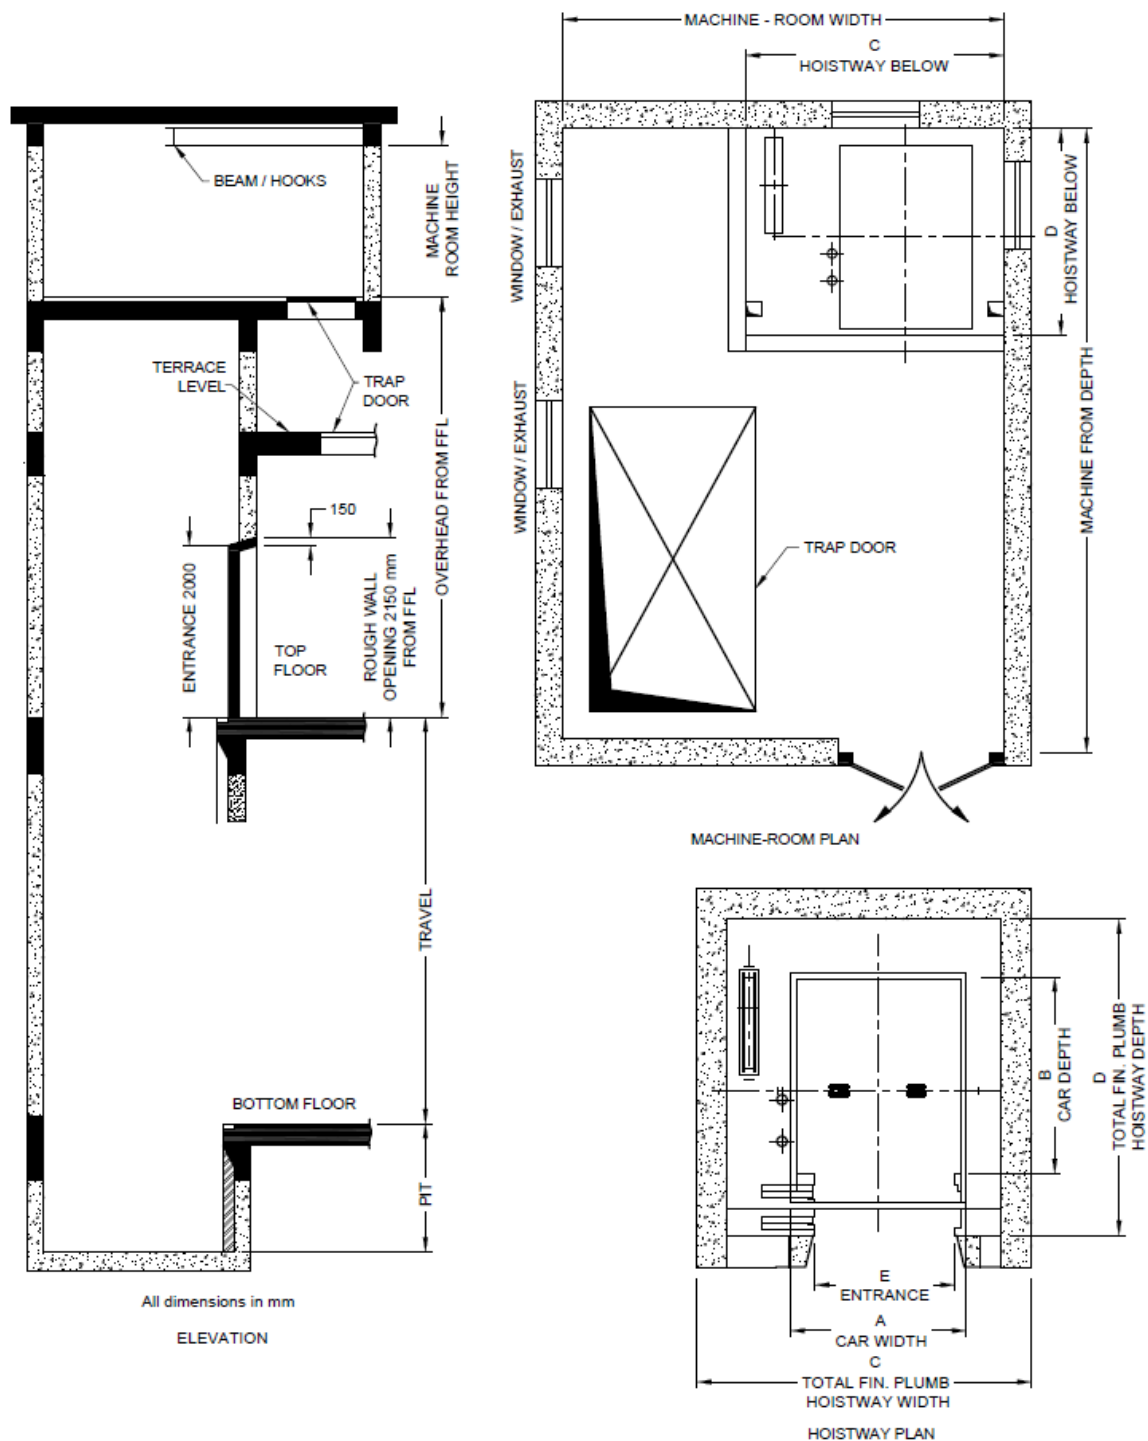 MACHINE - ROOM WIDTH
C
HOISTWAY BELOW
BEAM / HOOKS
MACHINE
ROOM HEIGHT
WINDOW / EXHAUST
D
HOISTWAY BELOW
TERRACE
LEVEL
TRAP
DOOR
OVERHEAD FROM FFL
WINDOW / EXHAUST
MACHINE FROM DEPTH
150
ENTRANCE 2000
TOP
FLOOR
ROUGH WALL
OPENING 2150 mm
FROM FFL
TRAP DOOR
MACHINE-ROOM PLAN
TRAVEL
BOTTOM FLOOR
PIT
B
CAR DEPTH
D
TOTAL FIN. PLUMB
HOISTWAY DEPTH
E
ENTRANCE
A
CAR WIDTH
C
TOTAL FIN. PLUMB
HOISTWAY WIDTH
HOISTWAY PLAN
All dimensions in mm
ELEVATION